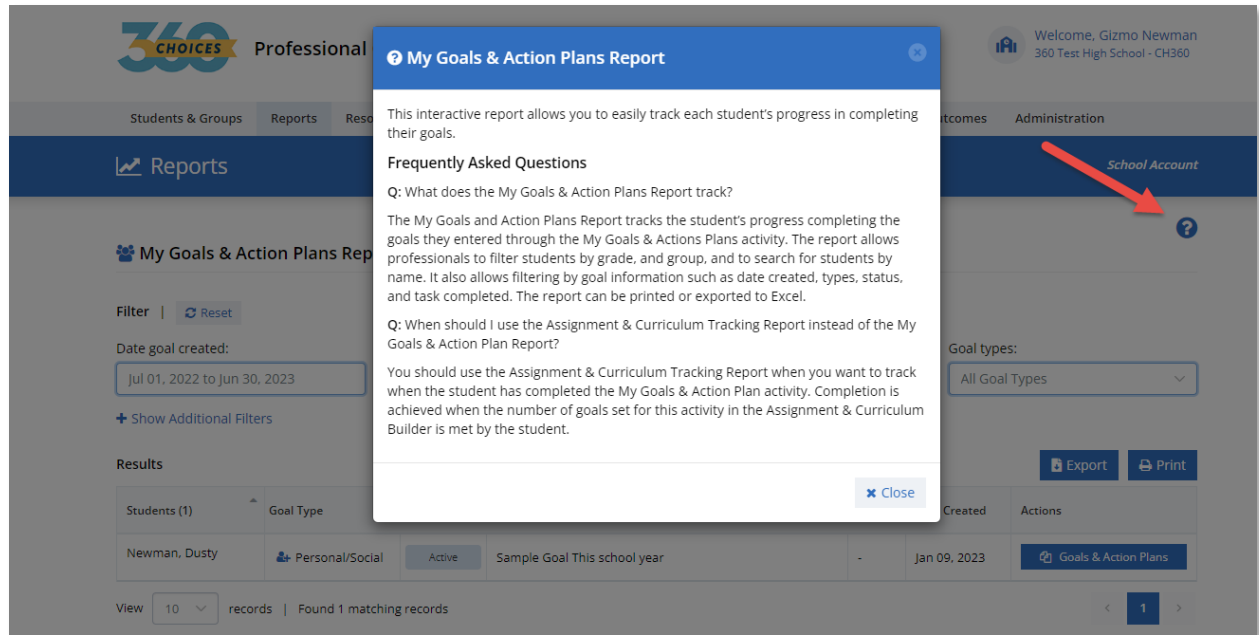 360
CHOICES
Professional
Welcome, Gizmo Newman
360 Test High School - CH360
Students & Groups
Reports
Administration
Reports
School Account
My Goals & Action Plans Report
This interactive report allows you to easily track each student's progress in completing
their goals.
Frequently Asked Questions
Q: What does the My Goals & Action Plans Report track?
The My Goals and Action Plans Report tracks the student's progress completing the
goals they entered through the My Goals & Actions Plans activity. The report allows
professionals to filter students by grade, and group, and to search for students by
name. It also allows filtering by goal information such as date created, types, status,
and task completed. The report can be printed or exported to Excel.
Q: When should I use the Assignment & Curriculum Tracking Report instead of the My
Goals & Action Plan Report?
You should use the Assignment & Curriculum Tracking Report when you want to track
when the student has completed the My Goals & Action Plan activity. Completion is
achieved when the number of goals set for this activity in the Assignment & Curriculum
Builder is met by the student.
Close
My Goals & Action Plans Rep
Filter | Reset
Date goal created:
Jul 01, 2022 to Jun 30, 2023
Goal types:
All Goal Types
+ Show Additional Filters
Results
Export
Print
Students (1) Goal Type Created Actions
Newman, Dusty Personal/Social Active Sample Goal This school year - Jan 09, 2023 Goals & Action Plans
View 10 records | Found 1 matching records
< 1 >